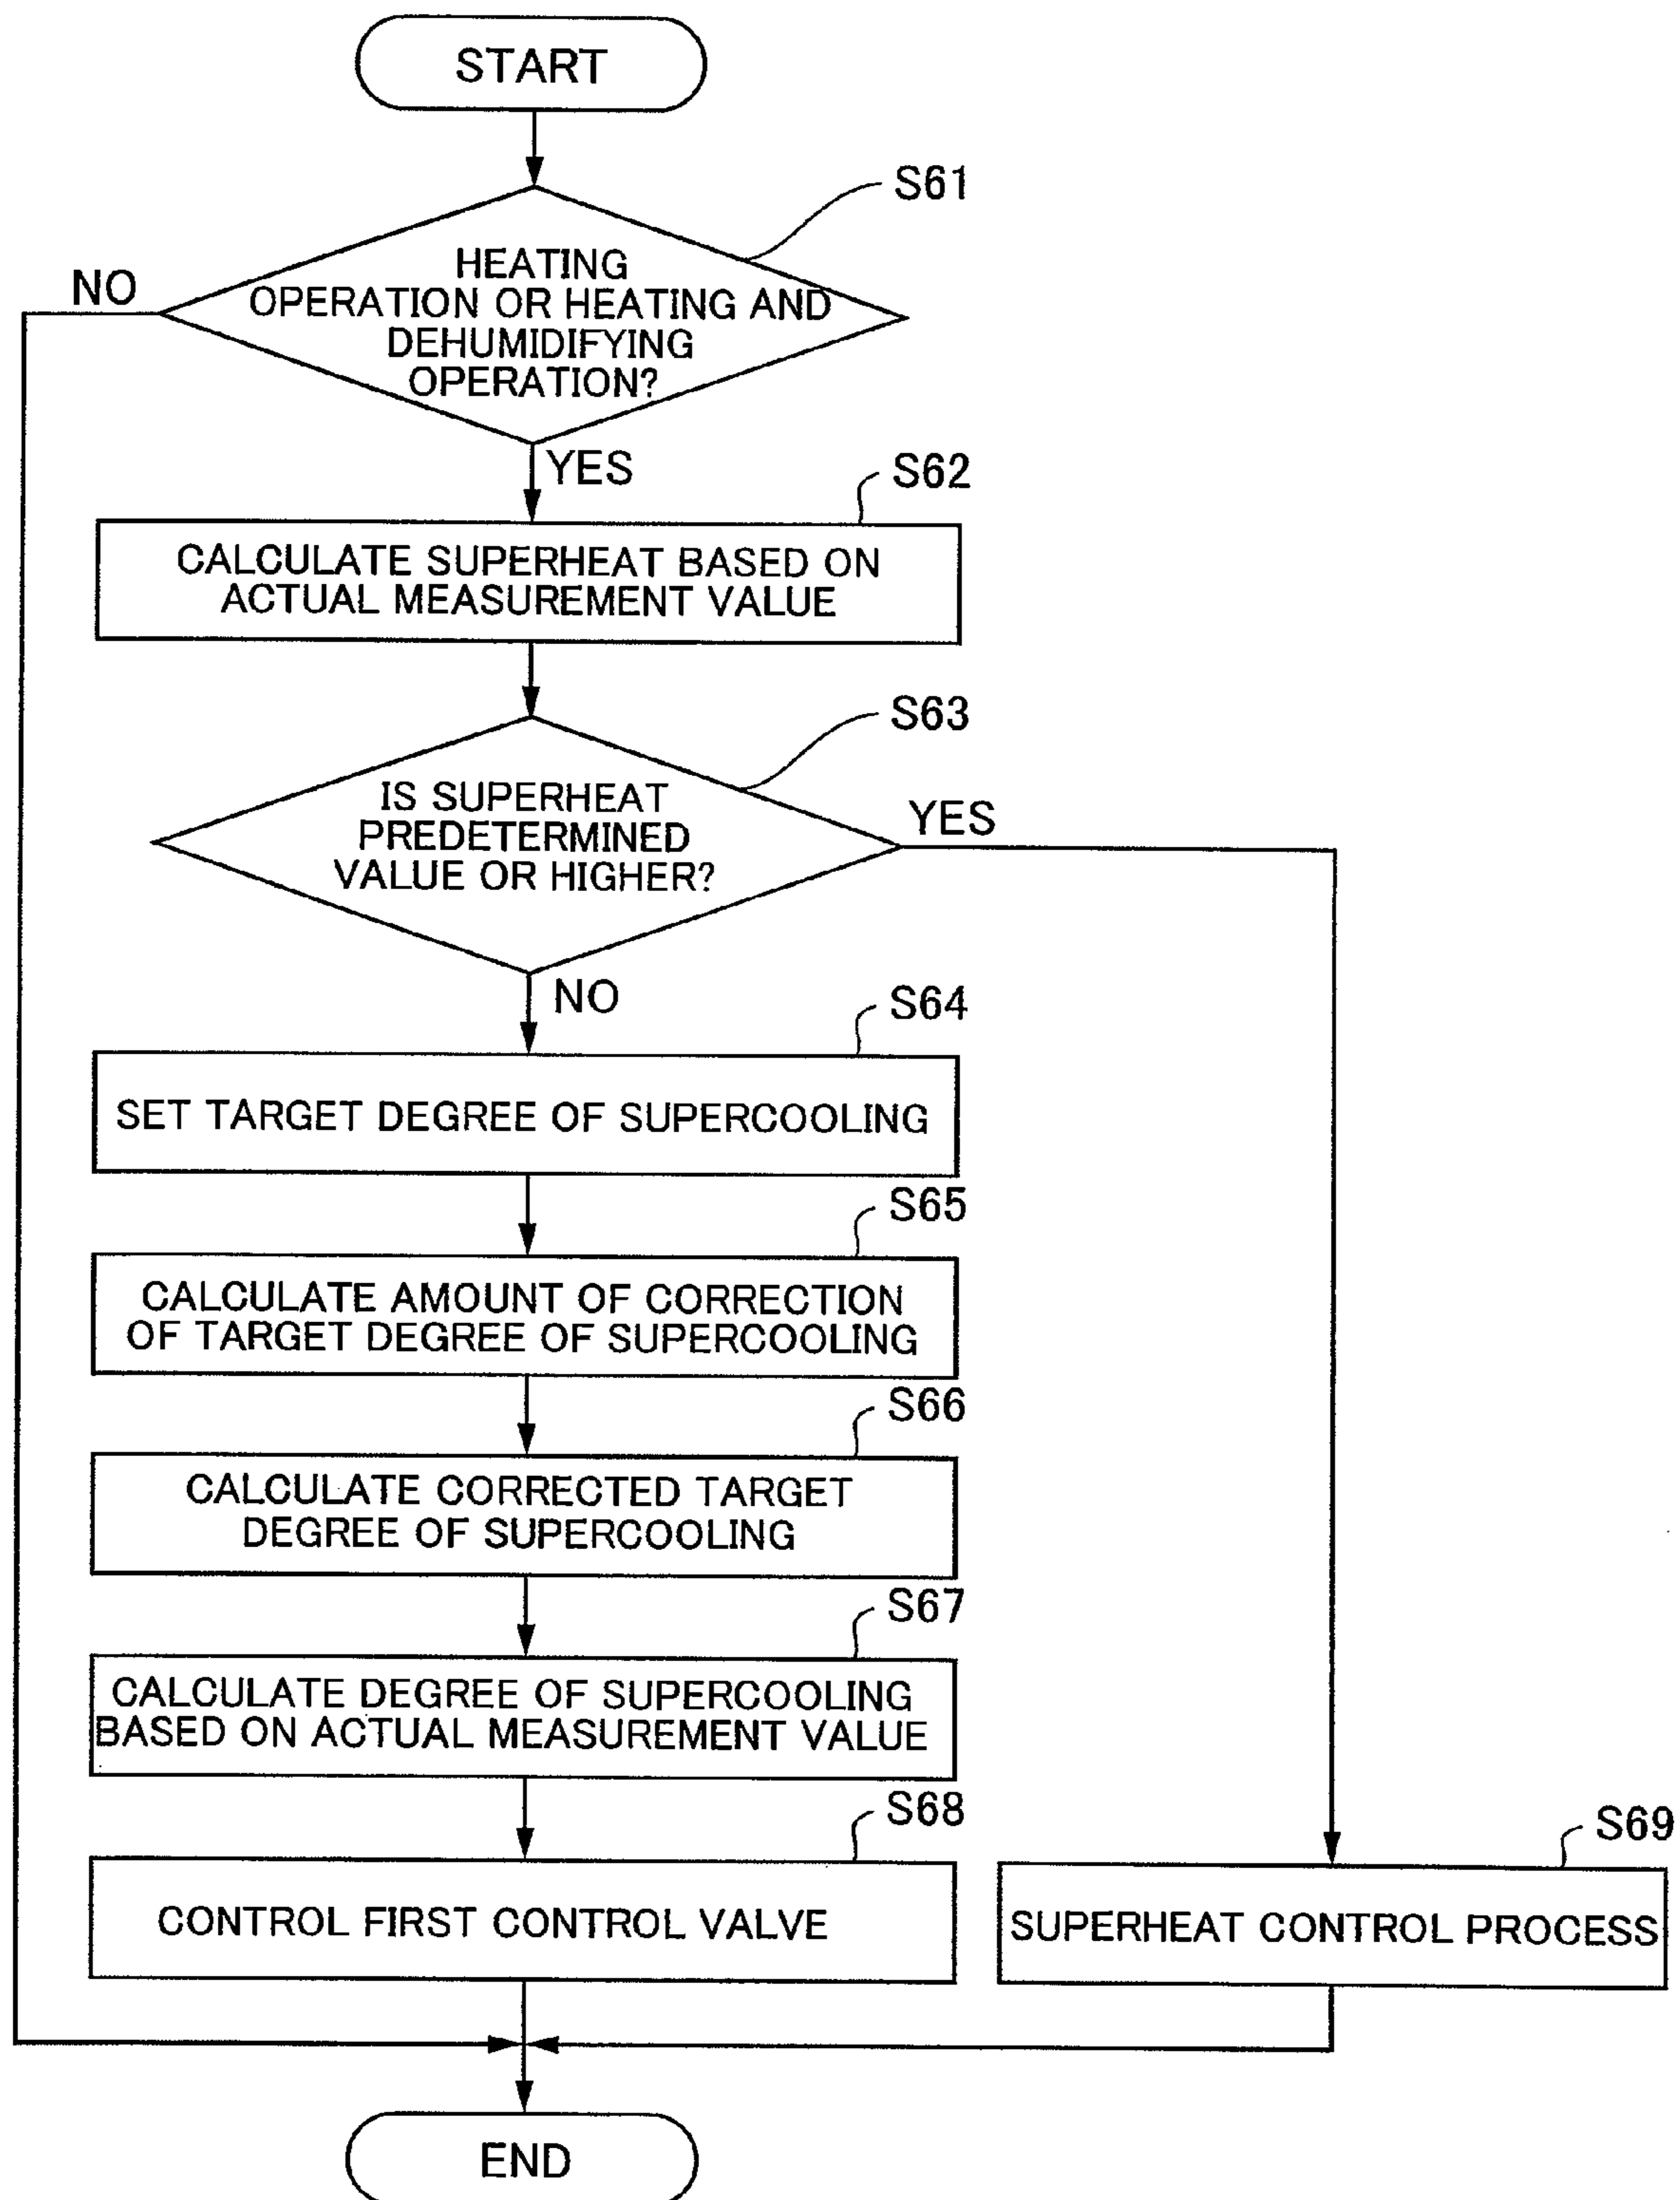 START
S61
HEATING
OPERATION OR HEATING AND
DEHUMIDIFYING
OPERATION?
NO
YES
S62
CALCULATE SUPERHEAT BASED ON
ACTUAL MEASUREMENT VALUE
S63
IS SUPERHEAT
PREDETERMINED
VALUE OR HIGHER?
YES
NO
S64
SET TARGET DEGREE OF SUPERCOOLING
S65
CALCULATE AMOUNT OF CORRECTION
OF TARGET DEGREE OF SUPERCOOLING
S66
CALCULATE CORRECTED TARGET
DEGREE OF SUPERCOOLING
S67
CALCULATE DEGREE OF SUPERCOOLING
BASED ON ACTUAL MEASUREMENT VALUE
S68
CONTROL FIRST CONTROL VALVE
S69
SUPERHEAT CONTROL PROCESS
END